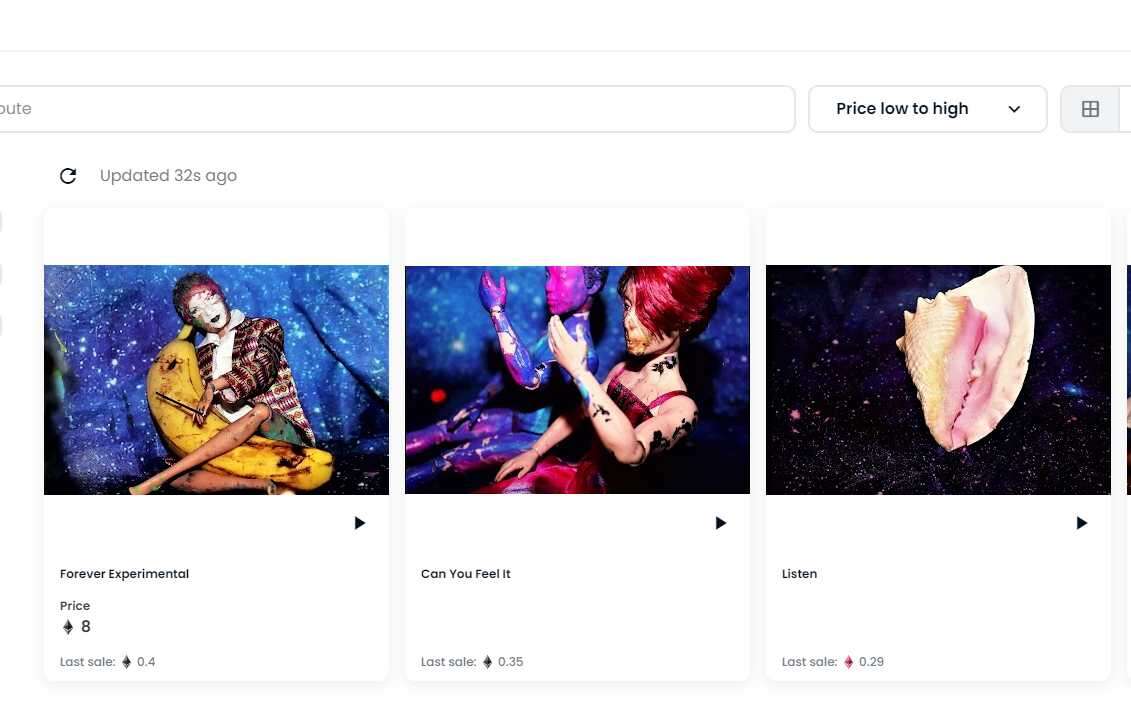 Price low to high
Updated 32s ago
Forever Experimental
Can You Feel It
Listen
Price
8
Last sale: 0.4
Last sale: 0.35
Last sale: 0.29